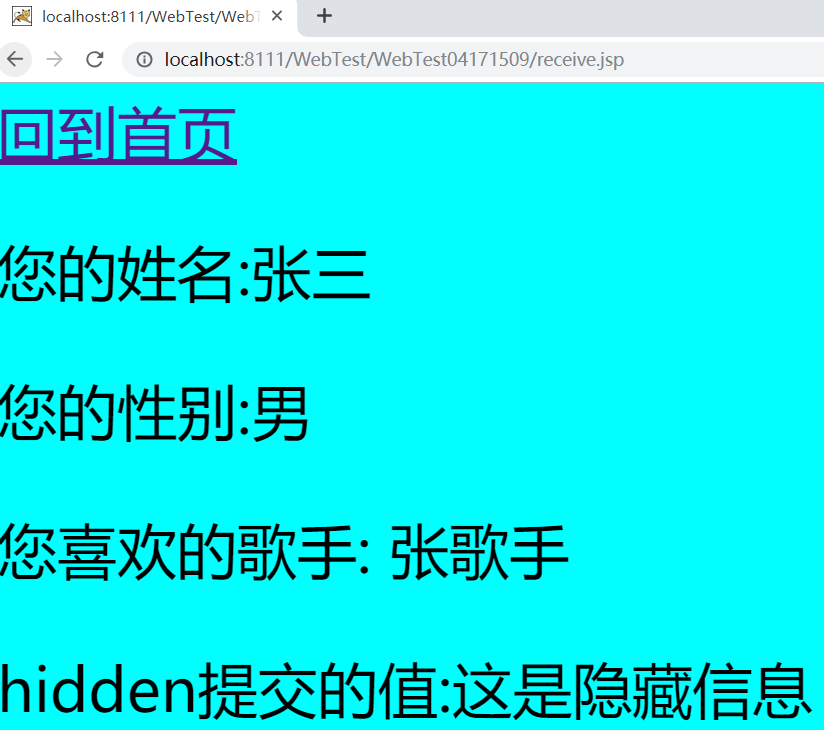 localhost:8111/WebTest/WebT
localhost:8111/WebTest/WebTest04171509/receive.jsp
回到首页
您的姓名:张三
您的性别:男
您喜欢的歌手: 张歌手
hidden提交的值:这是隐藏信息